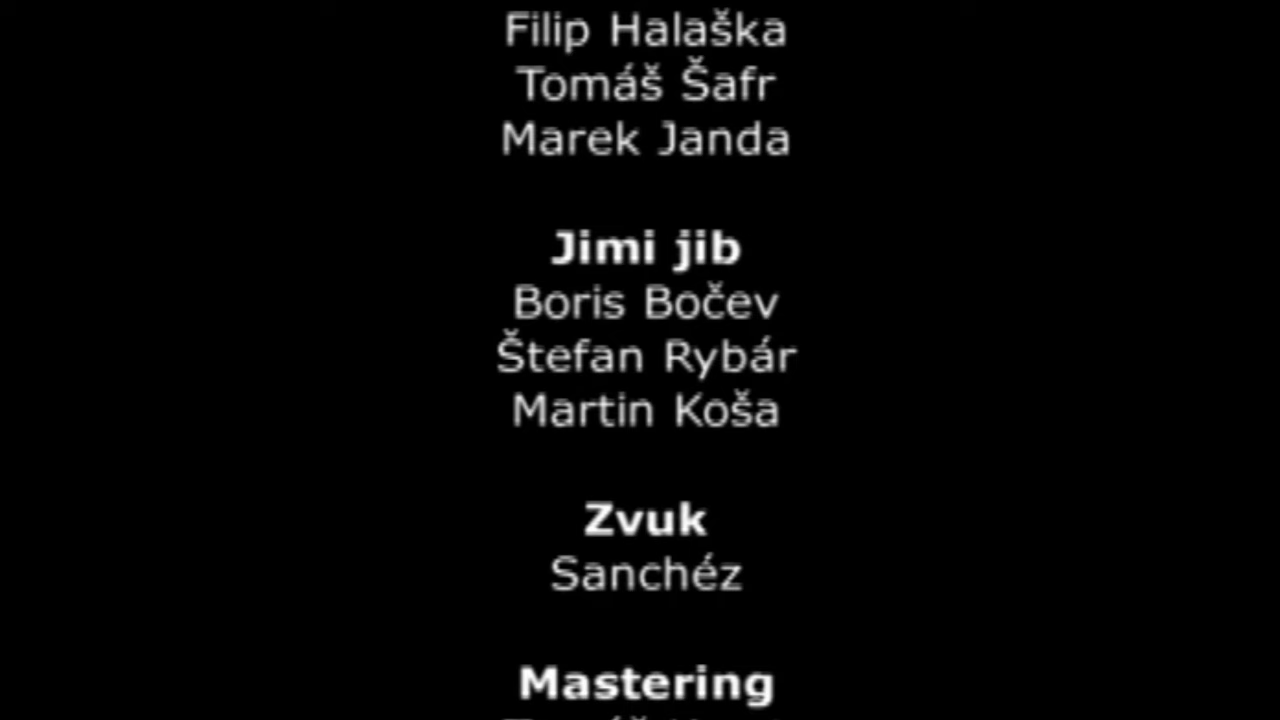 Filip Halaška
Tomáš Šafr
Marek Janda
Jimi jib
Boris Bočev
Štefan Rybár
Martin Koša
Zvuk
Sanchéz
Mastering